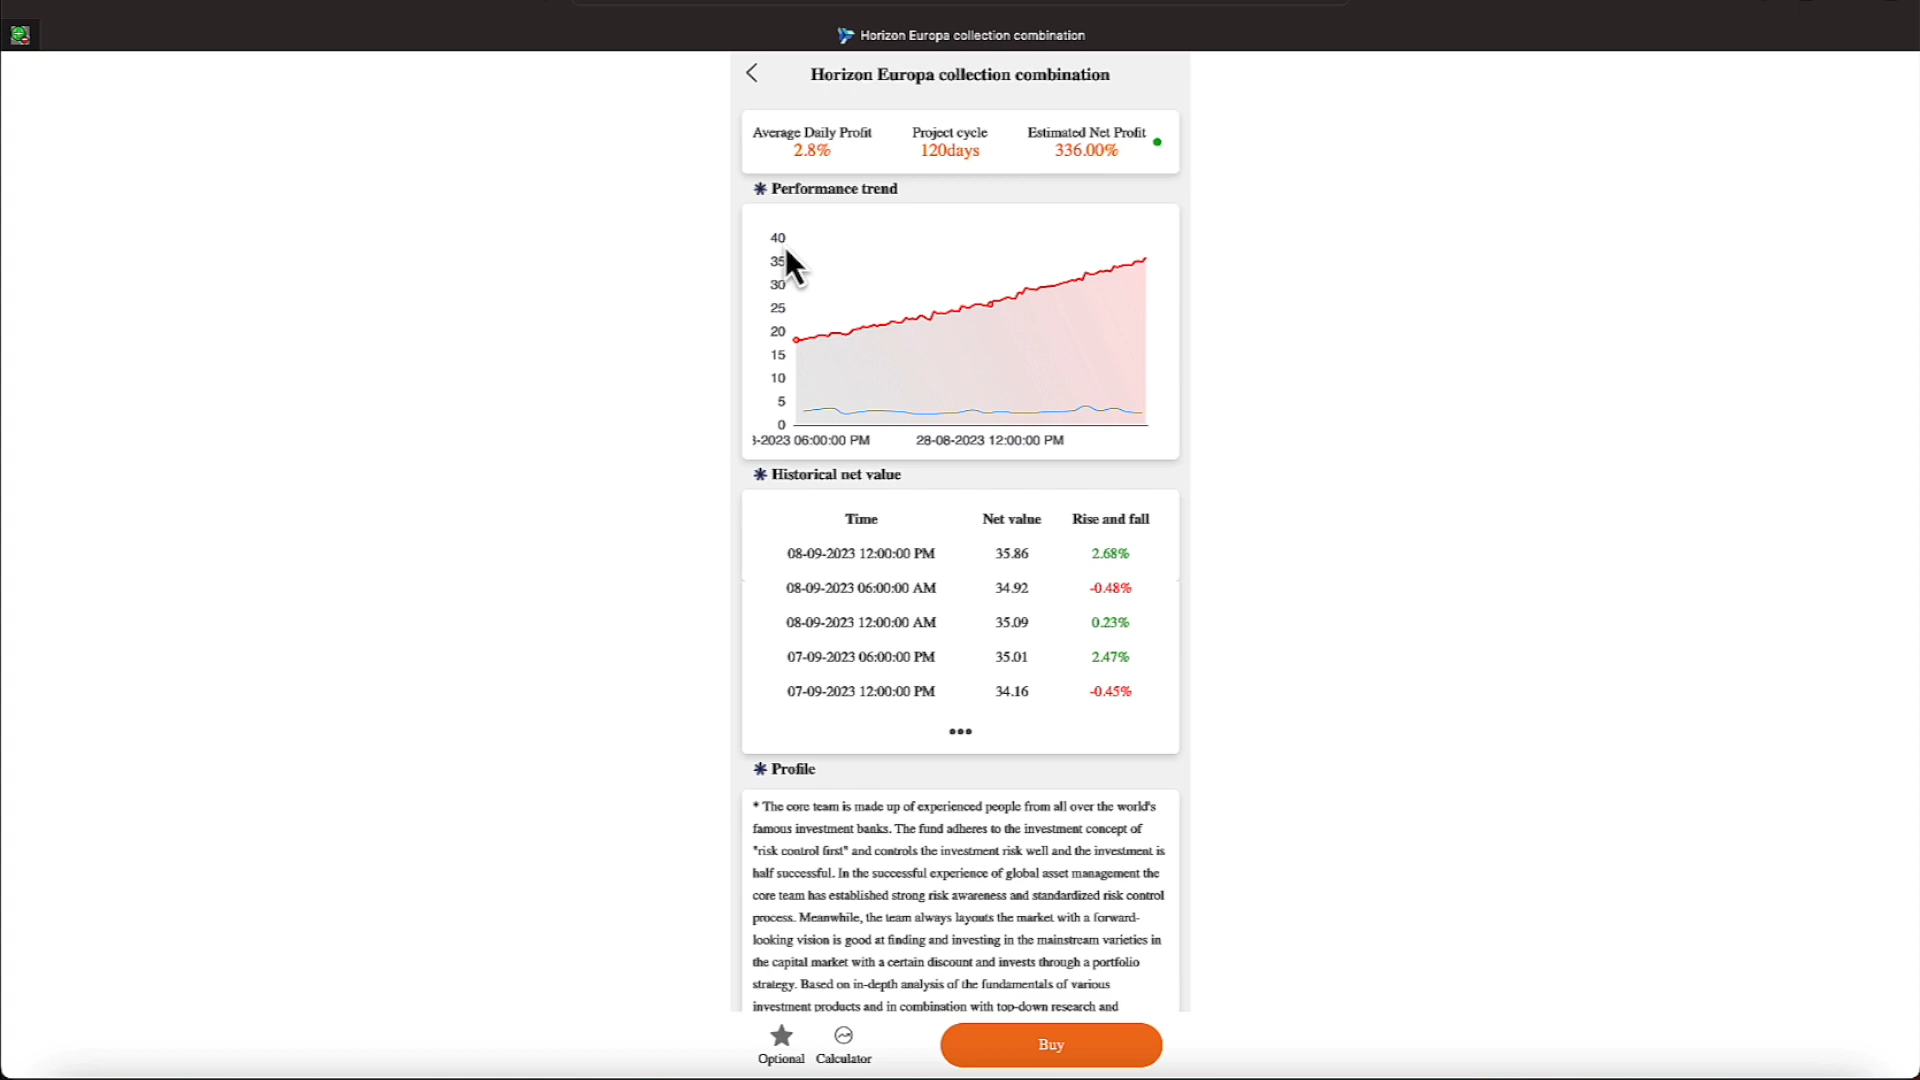 Horizon Europa collection combination
Horizon Europa collection combination
Average Daily Profit Project cycle Estimated Net Profit
2.8% 120days 336.00%
Performance trend
40
35
30
25
20
15
10
5
0
-2023 06:00:00 PM 28-08-2023 12:00:00 PM
Historical net value
Time Net value Rise and fall
08-09-2023 12:00:00 PM 35.86 2.68%
08-09-2023 06:00:00 AM 34.92 -0.48%
08-09-2023 12:00:00 AM 35.09 0.23%
07-09-2023 06:00:00 PM 35.01 2.47%
07-09-2023 12:00:00 PM 34.16 -0.45%
Profile
* The core team is made up of experienced people from all over the world's
famous investment banks. The fund adheres to the investment concept of
"risk control first" and controls the investment risk well and the investment is
half successful. In the successful experience of global asset management the
core team has established strong risk awareness and standardized risk control
process. Meanwhile, the team always layouts the market with a forward-
looking vision is good at finding and investing in the mainstream varieties in
the capital market with a certain discount and invests through a portfolio
strategy. Based on in-depth analysis of the fundamentals of various
investment products and in combination with top-down research and
Optional Calculator Buy